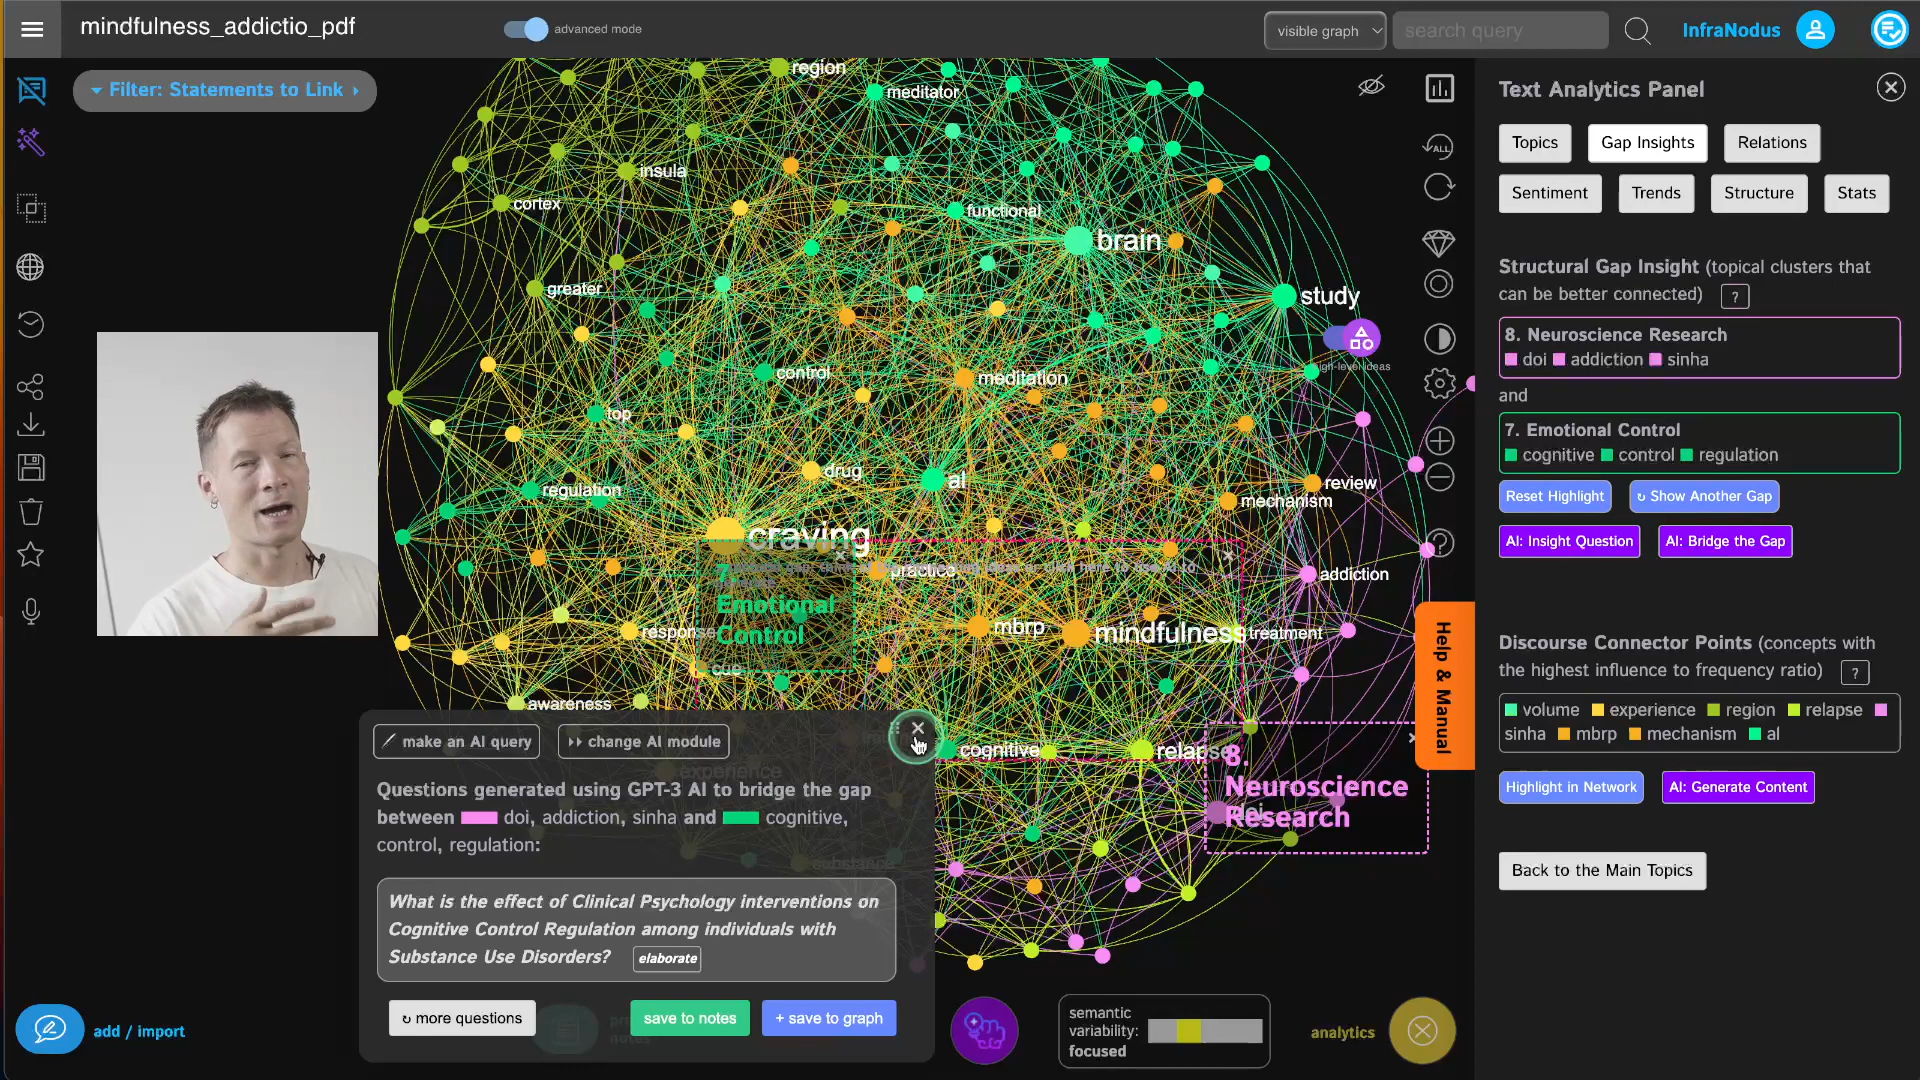 mindfulness_addictio_pdf
advanced mode
visible graph
search query
InfraNodus
Filter: Statements to Link
region
meditator
insula
cortex
functional
brain
greater
study
high-level ideas
control
meditation
top
drug
al
regulation
review
mechanism
craving
practice
addiction
7.
Emotional
Control
response
mbrp
mindfulness
treatment
cue
awareness
cognitive
relapse
8.
Neuroscience
Research
experience
substance
make an AI query
change AI module
Questions generated using GPT-3 AI to bridge the gap
between doi, addiction, sinha and cognitive,
control, regulation:
What is the effect of Clinical Psychology interventions on
Cognitive Control Regulation among individuals with
Substance Use Disorders? elaborate
more questions
save to notes
+ save to graph
add / import
semantic
variability:
focused
analytics
Help & Manual
ALL
Text Analytics Panel
Topics
Gap Insights
Relations
Sentiment
Trends
Structure
Stats
Structural Gap Insight (topical clusters that
can be better connected) ?
8. Neuroscience Research
doi addiction sinha
and
7. Emotional Control
cognitive control regulation
Reset Highlight
Show Another Gap
AI: Insight Question
AI: Bridge the Gap
Discourse Connector Points (concepts with
the highest influence to frequency ratio) ?
volume experience region relapse
sinha mbrp mechanism al
Highlight in Network
AI: Generate Content
Back to the Main Topics